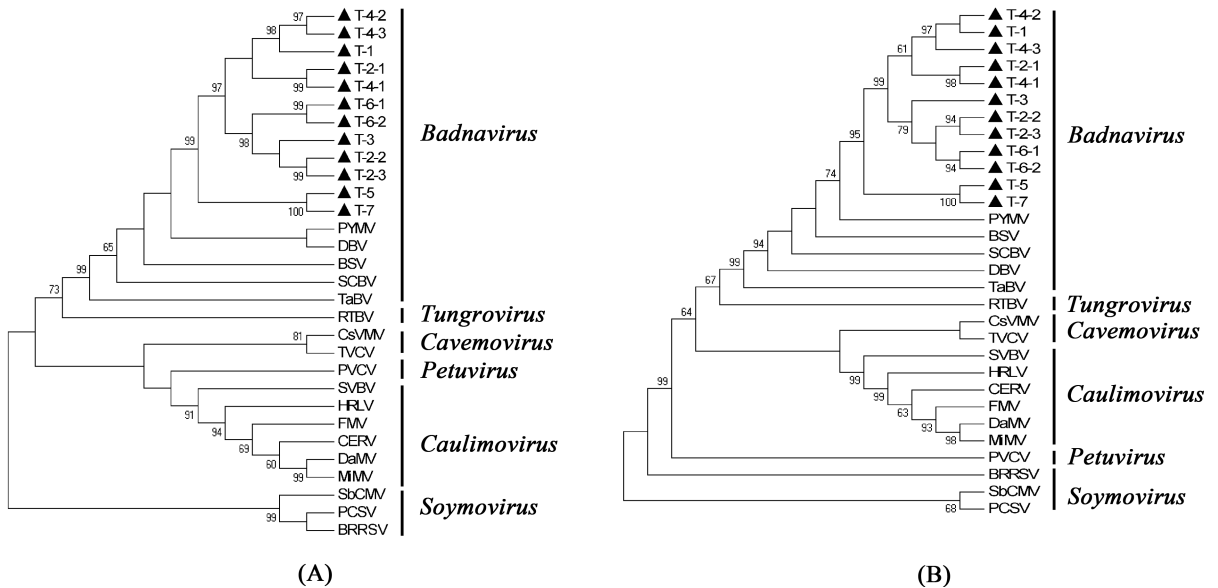 97 ▲ T-4-2
98 ▲ T-4-3
▲ T-1
▲ T-2-1
97 99 ▲ T-4-1
99 ▲ T-6-1
▲ T-6-2
99 98 ▲ T-3
▲ T-2-2
99 ▲ T-2-3
▲ T-5
100 ▲ T-7
PYMV
DBV
65 BSV
99 SCBV
73 TaBV
RTBV
81 CsVMV
TVCV
PVCV
SVBV
91 HRLV
94 FMV
69 CERV
60 DaMV
99 MiMV
SbCMV
99 PCSV
BRRSV
Badnavirus
Tungrovirus
Cavemovirus
Petuvirus
Caulimovirus
Soymovirus
(A)
▲ T-4-2
97 ▲ T-1
61 ▲ T-4-3
▲ T-2-1
99 98 ▲ T-4-1
▲ T-3
79 94 ▲ T-2-2
95 ▲ T-2-3
▲ T-6-1
94 ▲ T-6-2
74 ▲ T-5
100 ▲ T-7
PYMV
94 BSV
SCBV
99 DBV
67 TaBV
RTBV
64 CsVMV
TVCV
SVBV
99 HRLV
99 CERV
63 FMV
93 DaMV
99 98 MiMV
PVCV
BRRSV
SbCMV
68 PCSV
Badnavirus
Tungrovirus
Cavemovirus
Caulimovirus
Petuvirus
Soymovirus
(B)